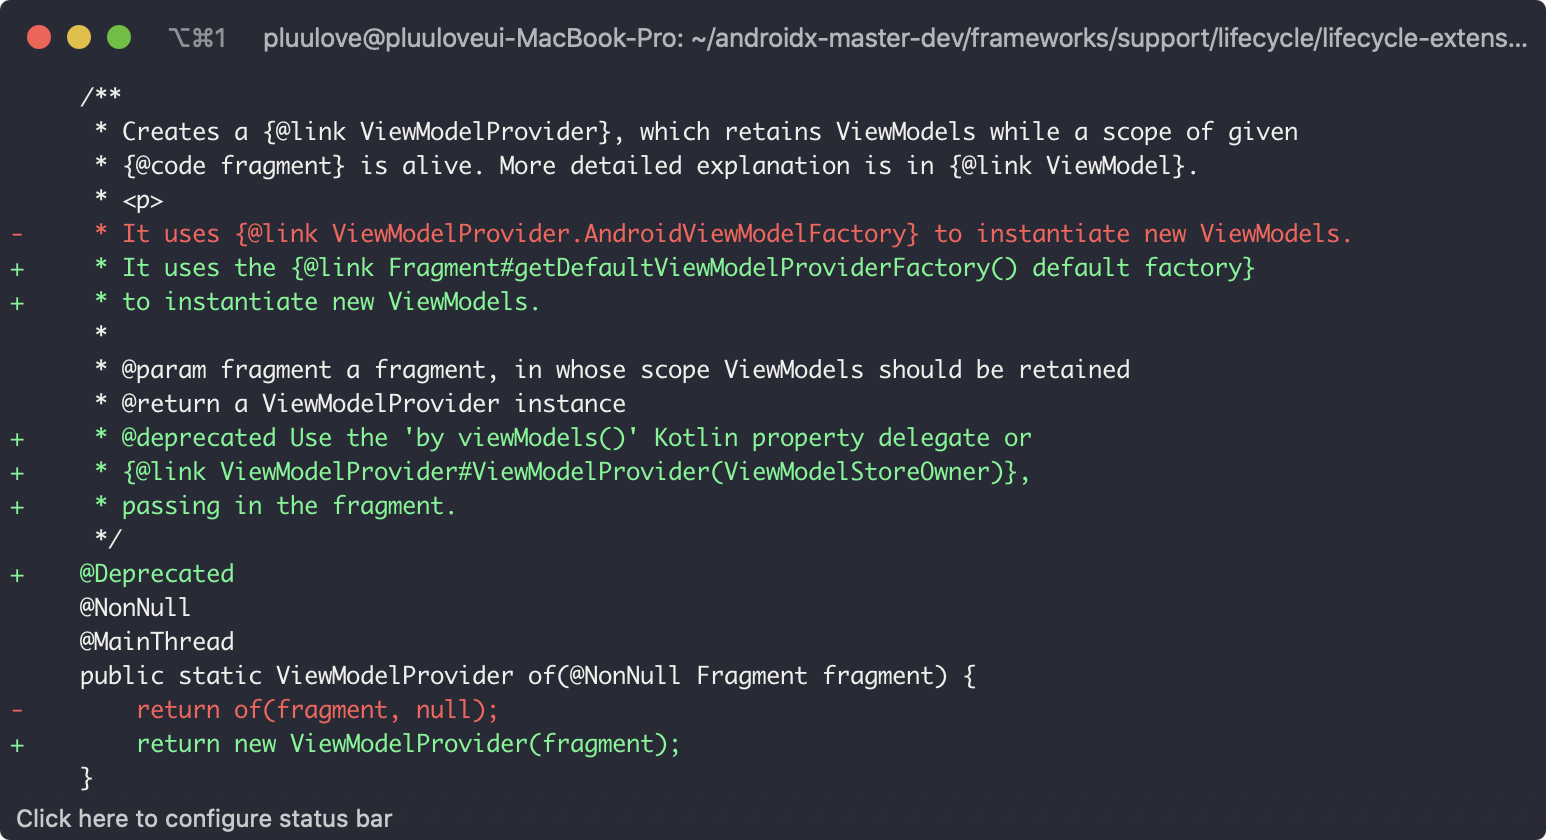 ⌥⌘1 pluulove@pluuloveui-MacBook-Pro: ~/androidx-master-dev/frameworks/support/lifecycle/lifecycle-extens...
/**
 * Creates a {@link ViewModelProvider}, which retains ViewModels while a scope of given
 * {@code fragment} is alive. More detailed explanation is in {@link ViewModel}.
 * <p>
- * It uses {@link ViewModelProvider.AndroidViewModelFactory} to instantiate new ViewModels.
+ * It uses the {@link Fragment#getDefaultViewModelProviderFactory() default factory}
+ * to instantiate new ViewModels.
 *
 * @param fragment a fragment, in whose scope ViewModels should be retained
 * @return a ViewModelProvider instance
+ * @deprecated Use the 'by viewModels()' Kotlin property delegate or
+ * {@link ViewModelProvider#ViewModelProvider(ViewModelStoreOwner)},
+ * passing in the fragment.
 */
+ @Deprecated
@NonNull
@MainThread
public static ViewModelProvider of(@NonNull Fragment fragment) {
- return of(fragment, null);
+ return new ViewModelProvider(fragment);
}
Click here to configure status bar